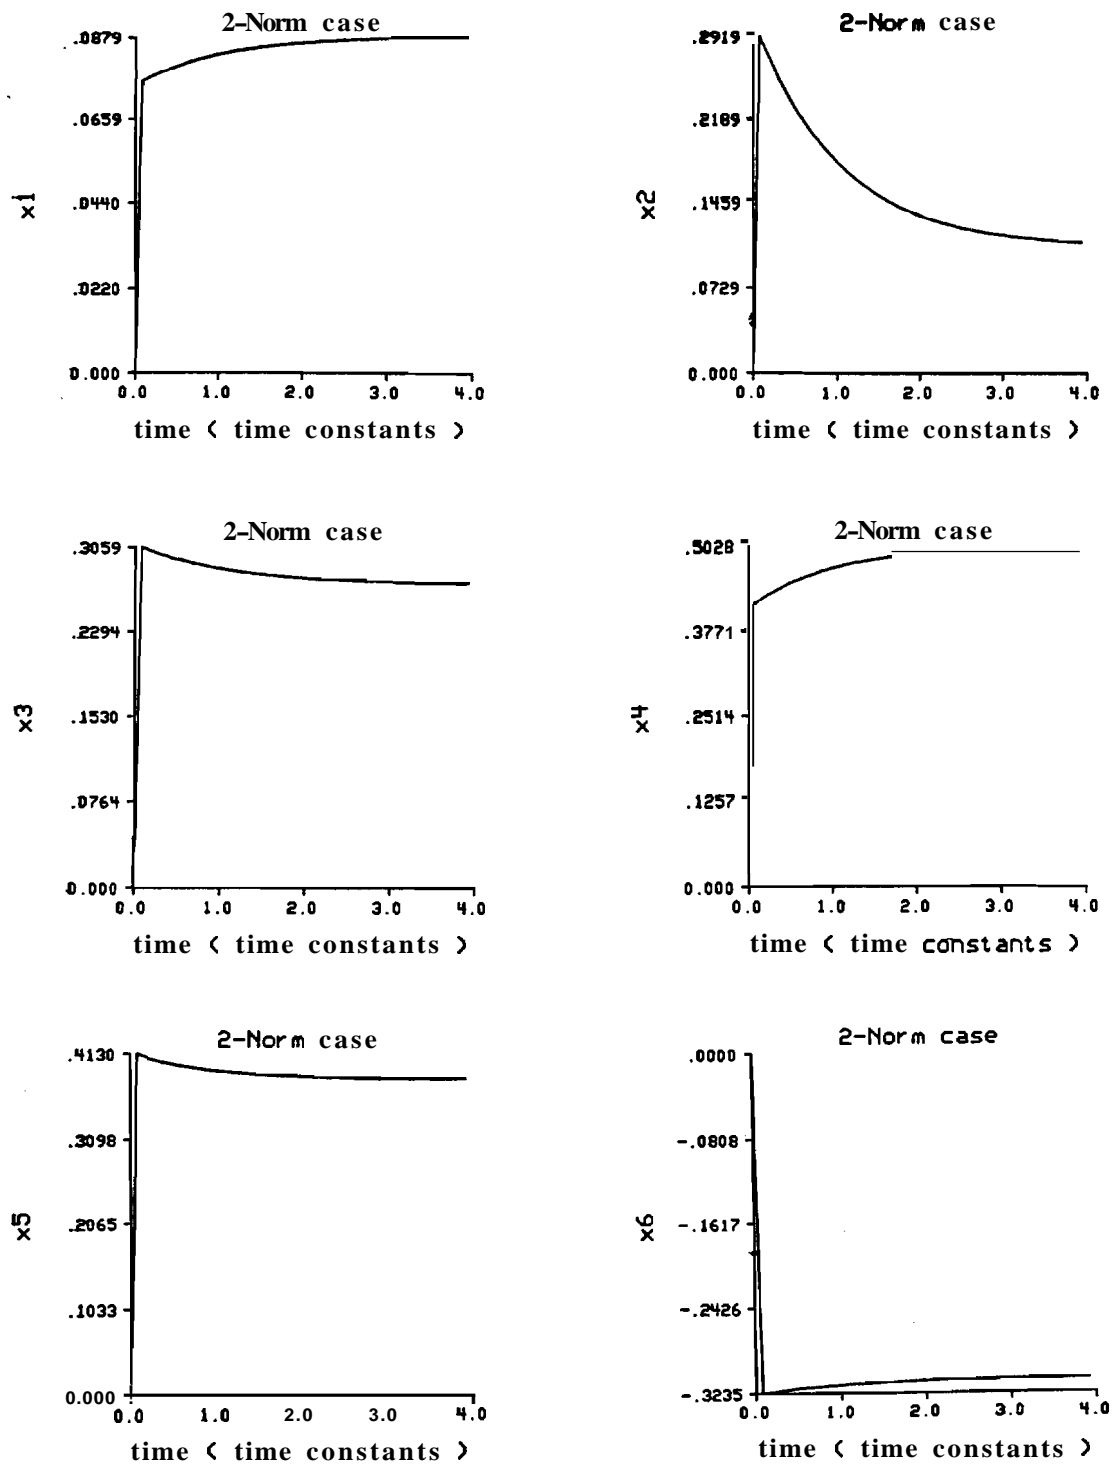 2-Norm case
.0879
.0659
.0440
.0220
0.000
x1
0.0 1.0 2.0 3.0 4.0
time ( time constants )
2-Norm case
.2919
.2189
.1459
.0729
0.000
x2
0.0 1.0 2.0 3.0 4.0
time ( time constants )
2-Norm case
.3059
.2294
.1530
.0764
0.000
x3
0.0 1.0 2.0 3.0 4.0
time ( time constants )
2-Norm case
.5028
.3771
.2514
.1257
0.000
x4
0.0 1.0 2.0 3.0 4.0
time ( time constants )
2-Norm case
.4130
.3098
.2065
.1033
0.000
x5
0.0 1.0 2.0 3.0 4.0
time ( time constants )
2-Norm case
.0000
-.0808
-.1617
-.2426
-.3235
x6
0.0 1.0 2.0 3.0 4.0
time ( time constants )